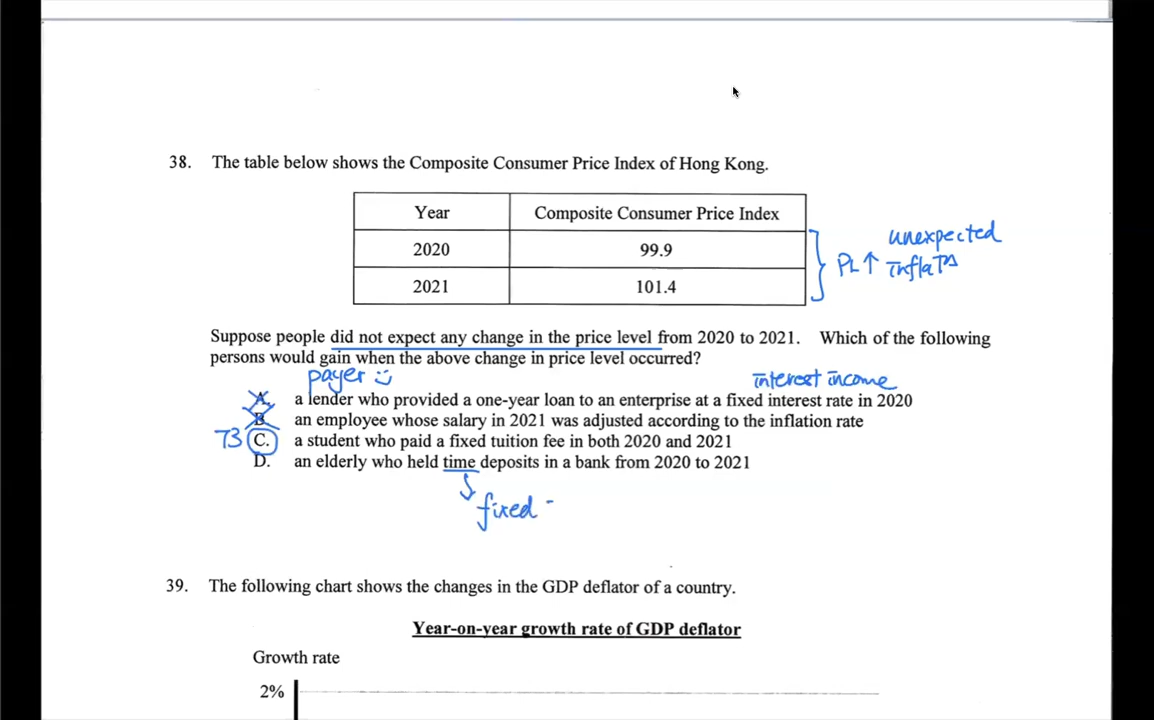 38. The table below shows the Composite Consumer Price Index of Hong Kong.
Year Composite Consumer Price Index
2020 99.9
2021 101.4
unexpected
PL↑
Suppose people did not expect any change in the price level from 2020 to 2021. Which of the following
persons would gain when the above change in price level occurred?
payer
interest income
A. a lender who provided a one-year loan to an enterprise at a fixed interest rate in 2020
B. an employee whose salary in 2021 was adjusted according to the inflation rate
73 C. a student who paid a fixed tuition fee in both 2020 and 2021
D. an elderly who held time deposits in a bank from 2020 to 2021
fixed -
39. The following chart shows the changes in the GDP deflator of a country.
Year-on-year growth rate of GDP deflator
Growth rate
2%